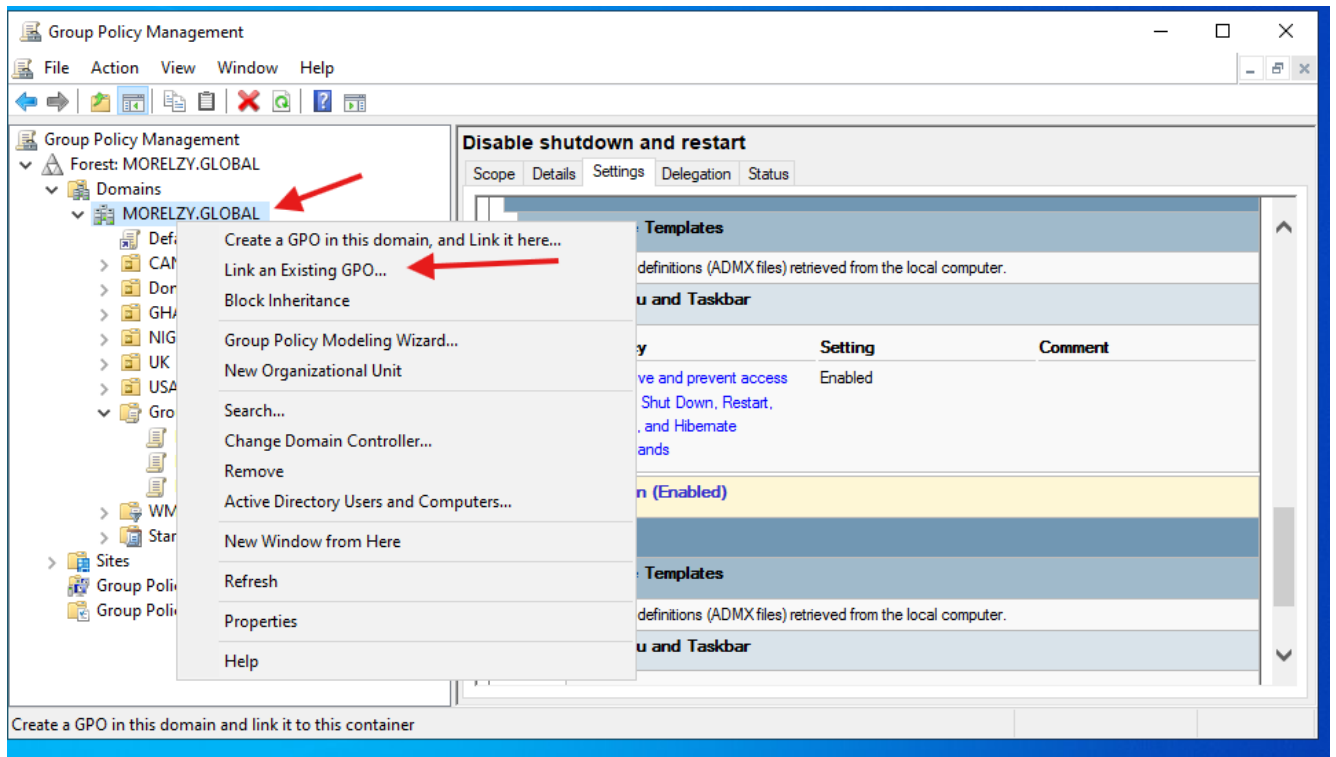 Group Policy Management
File Action View Window Help
Group Policy Management
Forest: MORELZY.GLOBAL
Domains
MORELZY.GLOBAL
Defa
CAN
Dor
GHA
NIG
UK
USA
Gro
WM
Star
Sites
Group Poli
Group Poli
Create a GPO in this domain, and Link it here...
Link an Existing GPO...
Block Inheritance
Group Policy Modeling Wizard...
New Organizational Unit
Search...
Change Domain Controller...
Remove
Active Directory Users and Computers...
New Window from Here
Refresh
Properties
Help
Disable shutdown and restart
Scope Details Settings Delegation Status
Templates
definitions (ADMX files) retrieved from the local computer.
u and Taskbar
y Setting Comment
ve and prevent access Enabled
Shut Down, Restart,
, and Hibernate
ands
n (Enabled)
Templates
definitions (ADMX files) retrieved from the local computer.
u and Taskbar
Create a GPO in this domain and link it to this container